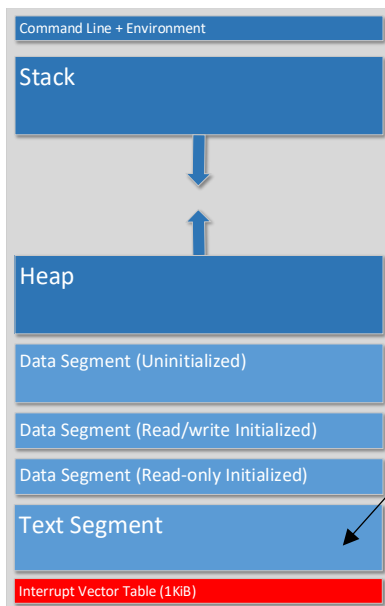 Command Line + Environment
Stack
Heap
Data Segment (Uninitialized)
Data Segment (Read/write Initialized)
Data Segment (Read-only Initialized)
Text Segment
Interrupt Vector Table (1KiB)